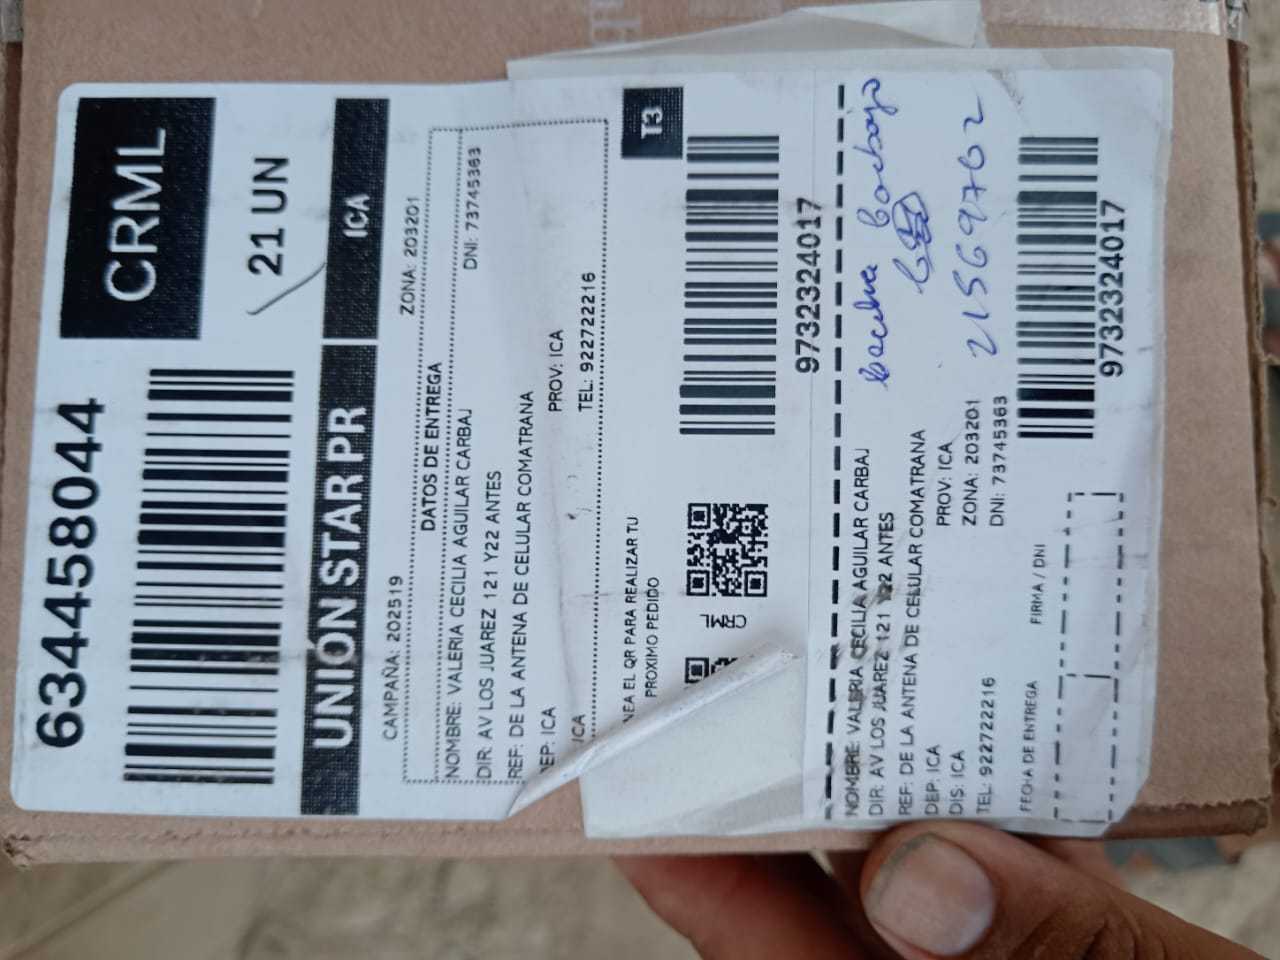 6344458044
CRML
21 UN
UNIÓN STAR PR
ICA
CAMPAÑA: 202519
ZONA: 203201
DATOS DE ENTREGA
NOMBRE: VALERIA CECILIA AGUILAR CARBAJ
DNI: 73745363
DIR: AV LOS JUAREZ 121 Y22 ANTES
REF: DE LA ANTENA DE CELULAR COMATRANA
EP: ICA
PROV: ICA
ICA
TEL: 922722216
NEA EL QR PARA REALIZAR TU
PROXIMO PEDIDO
T3
CRML
9732324017
NOMBRE: VALERIA CECILIA AGUILAR CARBAJ
DIR: AV LOS JUAREZ 121 Y22 ANTES
REF: DE LA ANTENA DE CELULAR COMATRANA
DEP: ICA
PROV: ICA
DIS: ICA
ZONA: 203201
TEL: 922722216
DNI: 73745363
21569762
FECHA DE ENTREGA
FIRMA / DNI
9732324017